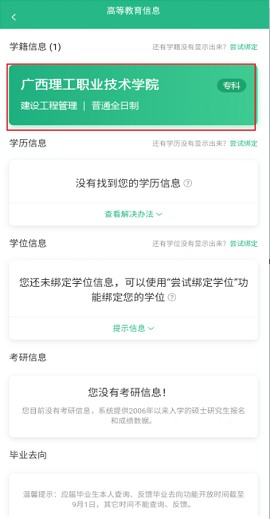 高等教育信息
学籍信息 (1)
还有学籍没有显示出来？尝试绑定
广西理工职业技术学院
专科
建设工程管理 | 普通全日制
学历信息
还有学历没有显示出来？尝试绑定
没有找到您的学历信息
查看解决办法
学位信息
还有学位没有显示出来？尝试绑定
您还未绑定学位信息，可以使用“尝试绑定学位”功
能绑定您的学位
提示信息
考研信息
您没有考研信息！
您目前没有考研信息，系统提供2006年以来入学的硕士研究生报名
和成绩数据。
毕业去向
温馨提示：应届毕业生本人查询、反馈毕业去向功能开放时间截至
9月1日，其它时间不能查询、反馈。